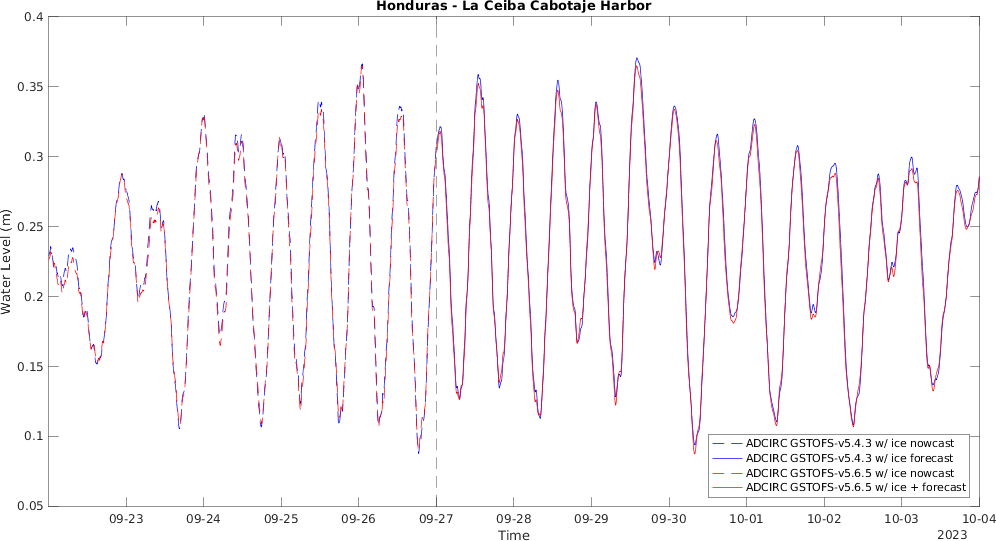 Honduras - La Ceiba Cabotaje Harbor
0.4
0.35
0.3
0.25
0.2
0.15
0.1
0.05
Water Level (m)
ADCIRC GSTOFS-v5.4.3 w/ ice nowcast
ADCIRC GSTOFS-v5.4.3 w/ ice forecast
ADCIRC GSTOFS-v5.6.5 w/ ice nowcast
ADCIRC GSTOFS-v5.6.5 w/ ice + forecast
09-23 09-24 09-25 09-26 09-27 09-28 09-29 09-30 10-01 10-02 10-03 10-04
Time
2023